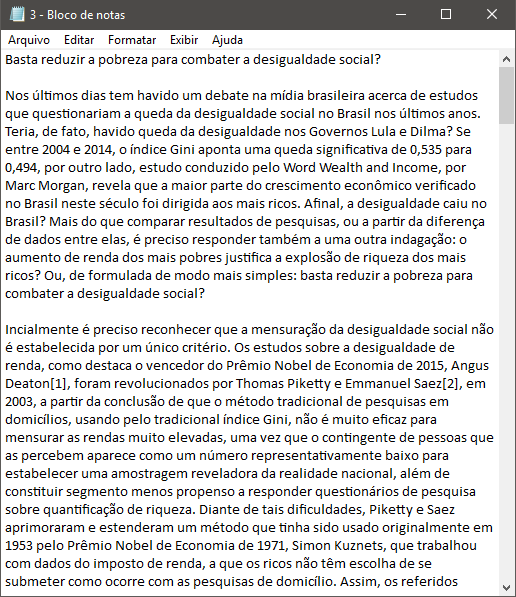 3 - Bloco de notas
Arquivo Editar Formatar Exibir Ajuda
Basta reduzir a pobreza para combater a desigualdade social?
Nos últimos dias tem havido um debate na mídia brasileira acerca de estudos
que questionariam a queda da desigualdade social no Brasil nos últimos anos.
Teria, de fato, havido queda da desigualdade nos Governos Lula e Dilma? Se
entre 2004 e 2014, o índice Gini aponta uma queda significativa de 0,535 para
0,494, por outro lado, estudo conduzido pelo Word Wealth and Income, por
Marc Morgan, revela que a maior parte do crescimento econômico verificado
no Brasil neste século foi dirigida aos mais ricos. Afinal, a desigualdade caiu no
Brasil? Mais do que comparar resultados de pesquisas, ou a partir da diferença
de dados entre elas, é preciso responder também a uma outra indagação: o
aumento de renda dos mais pobres justifica a explosão de riqueza dos mais
ricos? Ou, de formulada de modo mais simples: basta reduzir a pobreza para
combater a desigualdade social?
Incialmente é preciso reconhecer que a mensuração da desigualdade social não
é estabelecida por um único critério. Os estudos sobre a desigualdade de
renda, como destaca o vencedor do Prêmio Nobel de Economia de 2015, Angus
Deaton[1], foram revolucionados por Thomas Piketty e Emmanuel Saez[2], em
2003, a partir da conclusão de que o método tradicional de pesquisas em
domicílios, usando pelo tradicional índice Gini, não é muito eficaz para
mensurar as rendas muito elevadas, uma vez que o contingente de pessoas que
as percebem aparece como um número representativamente baixo para
estabelecer uma amostragem reveladora da realidade nacional, além de
constituir segmento menos propenso a responder questionários de pesquisa
sobre quantificação de riqueza. Diante de tais dificuldades, Piketty e Saez
aprimoraram e estenderam um método que tinha sido usado originalmente em
1953 pelo Prêmio Nobel de Economia de 1971, Simon Kuznets, que trabalhou
com dados do imposto de renda, a que os ricos não têm escolha de se
submeter como ocorre com as pesquisas de domicílio. Assim, os referidos